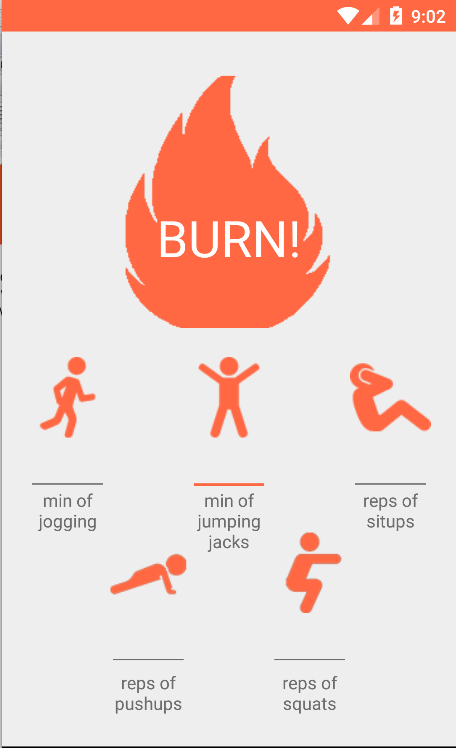 9:02
BURN!
min of
jogging
min of
jumping
jacks
reps of
situps
reps of
pushups
reps of
squats